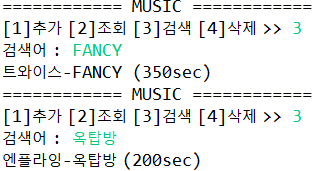 ============ MUSIC ============
[1]추가 [2]조회 [3]검색 [4]삭제 >> 3
검색어 : FANCY
트와이스-FANCY (350sec)
============ MUSIC ============
[1]추가 [2]조회 [3]검색 [4]삭제 >> 3
검색어 : 옥탑방
엔플라잉-옥탑방 (200sec)